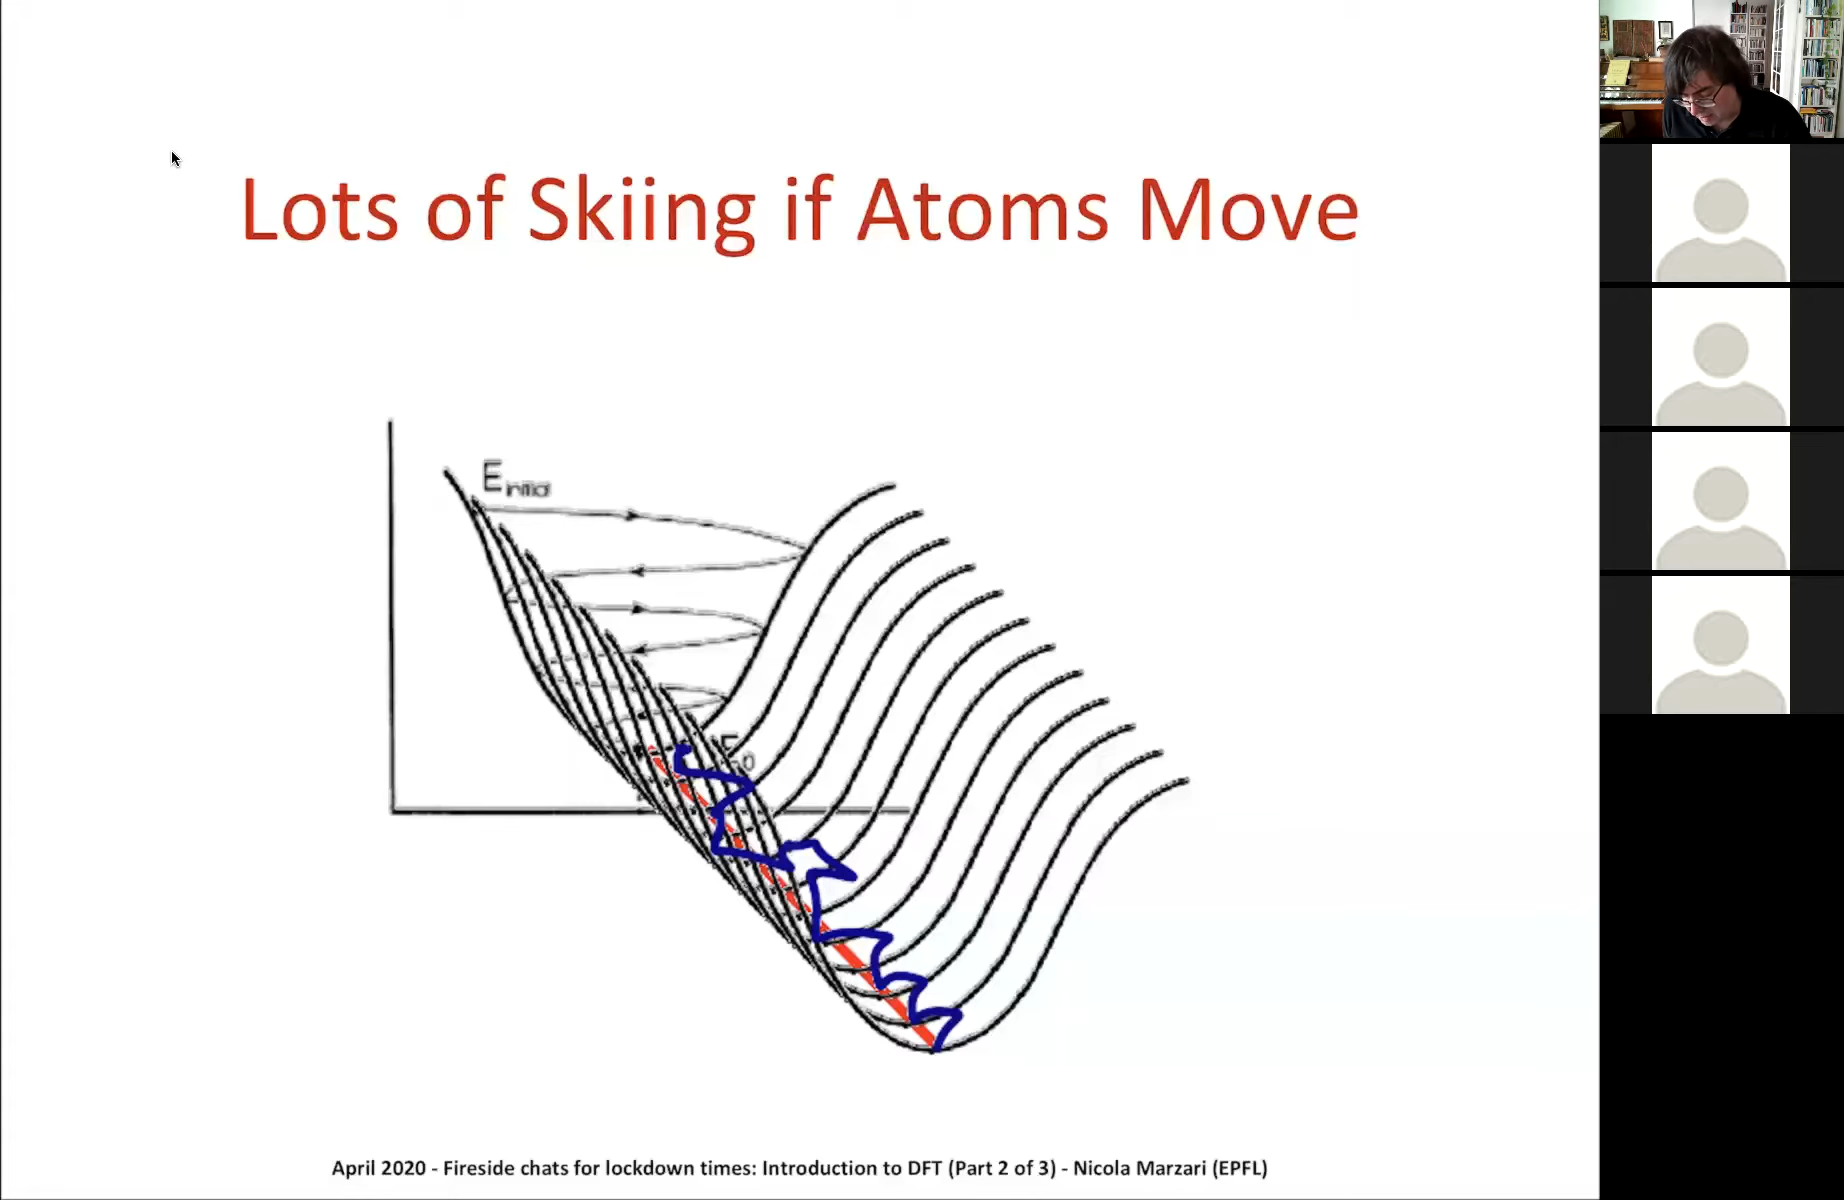 Lots of Skiing if Atoms Move
E
April 2020 - Fireside chats for lockdown times: Introduction to DFT (Part 2 of 3) - Nicola Marzari (EPFL)